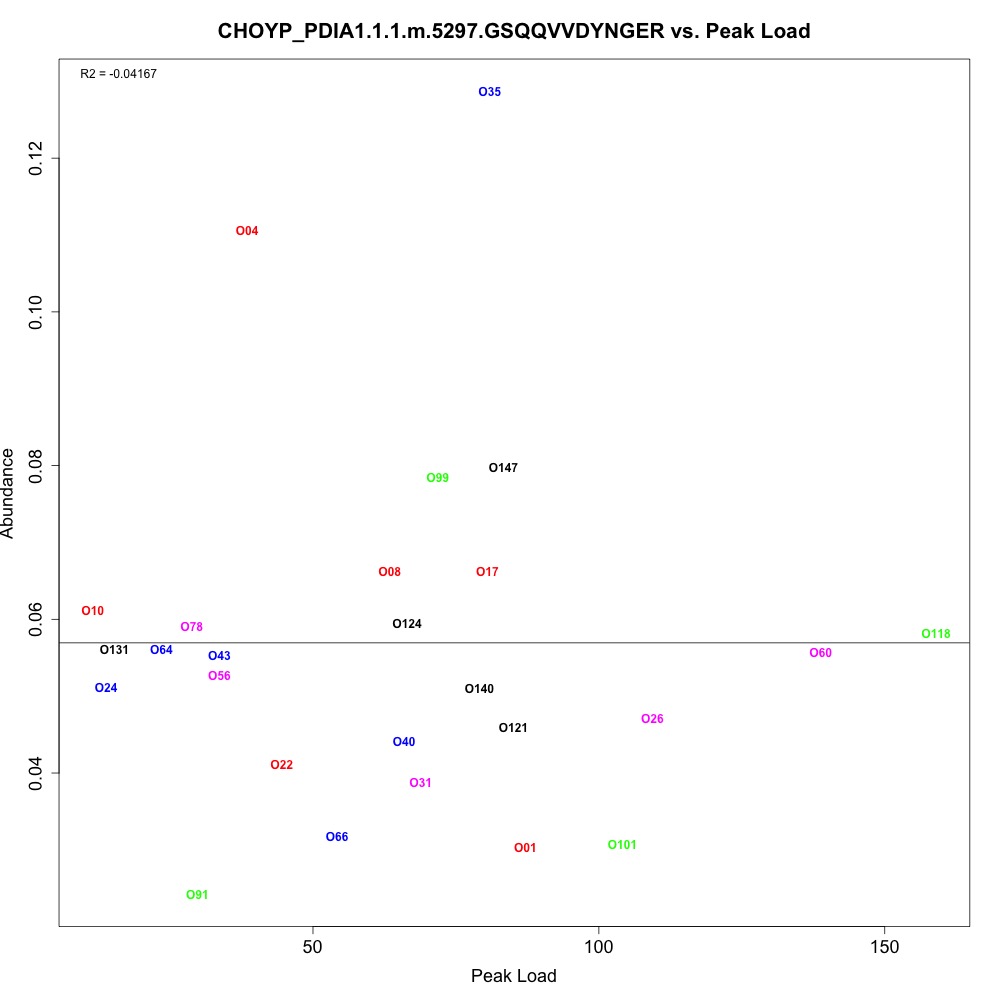 CHOYP_PDIA1.1.1.m.5297.GSQQVVDYNGER vs. Peak Load
R2 = -0.04167
O35
0.12
O04
0.10
0.08
O147
O99
Abundance
O08
O17
O10
0.06
O124
O78
O118
O131
O64
O43
O60
O56
O24
O140
O26
O121
O40
O22
0.04
O31
O66
O01
O101
O91
50
100
150
Peak Load